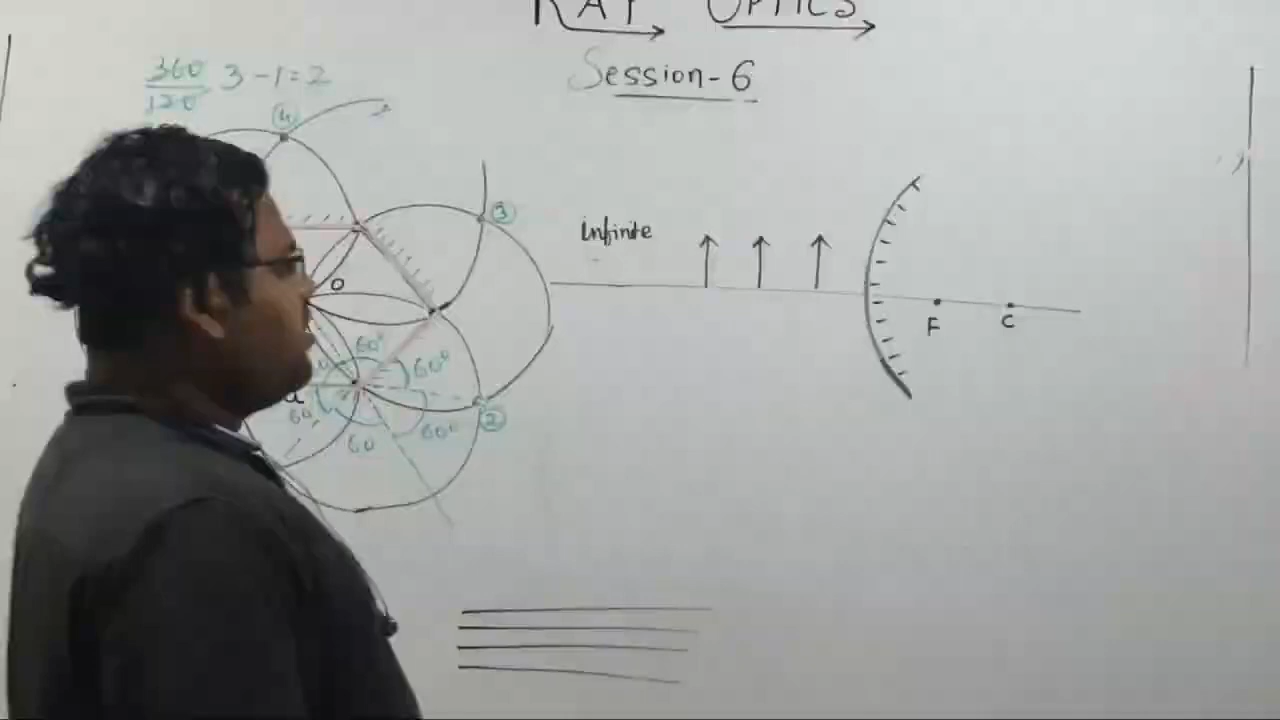 RAY OPTICS
Session-6
360
120
3-1=2
4
3
infinite
O
F
C
60°
60°
60
60
60°
2